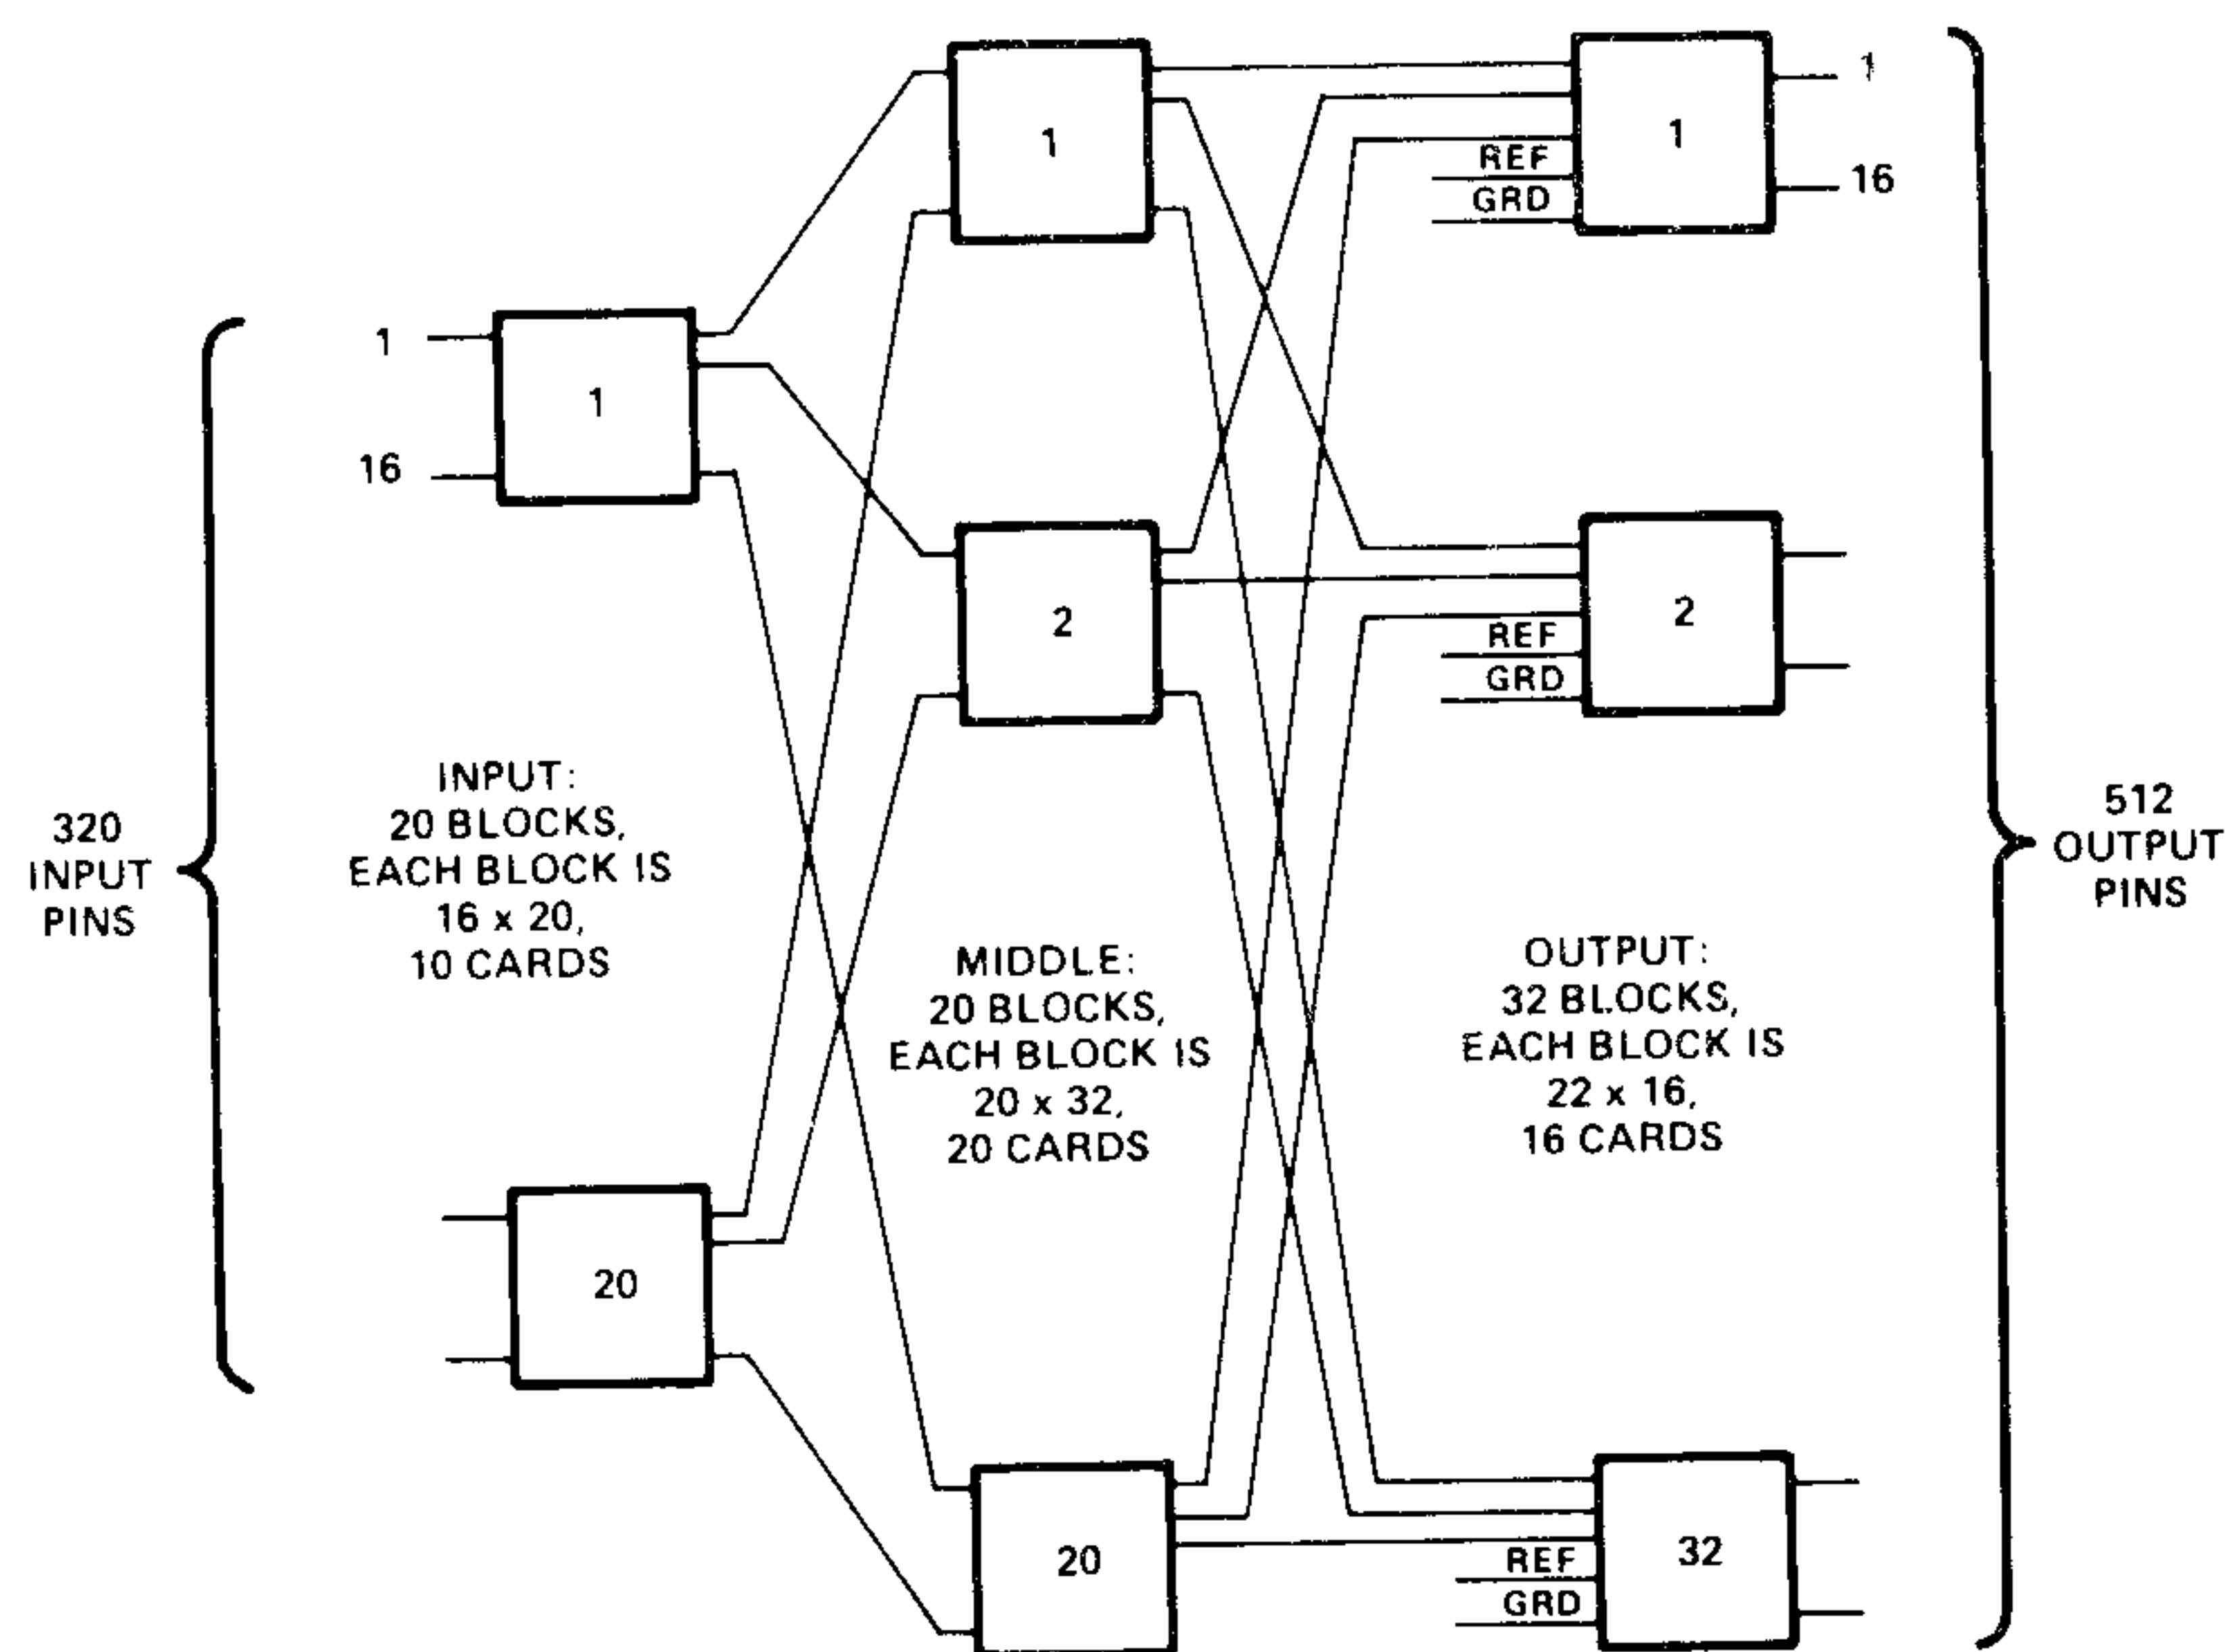 320
INPUT
PINS
1
16
1
20
INPUT:
20 BLOCKS,
EACH BLOCK IS
16 x 20,
10 CARDS
1
2
20
MIDDLE:
20 BLOCKS,
EACH BLOCK IS
20 x 32,
20 CARDS
REF
GRD
1
1
16
REF
GRD
2
OUTPUT:
32 BLOCKS,
EACH BLOCK IS
22 x 16,
16 CARDS
REF
GRD
32
512
OUTPUT
PINS